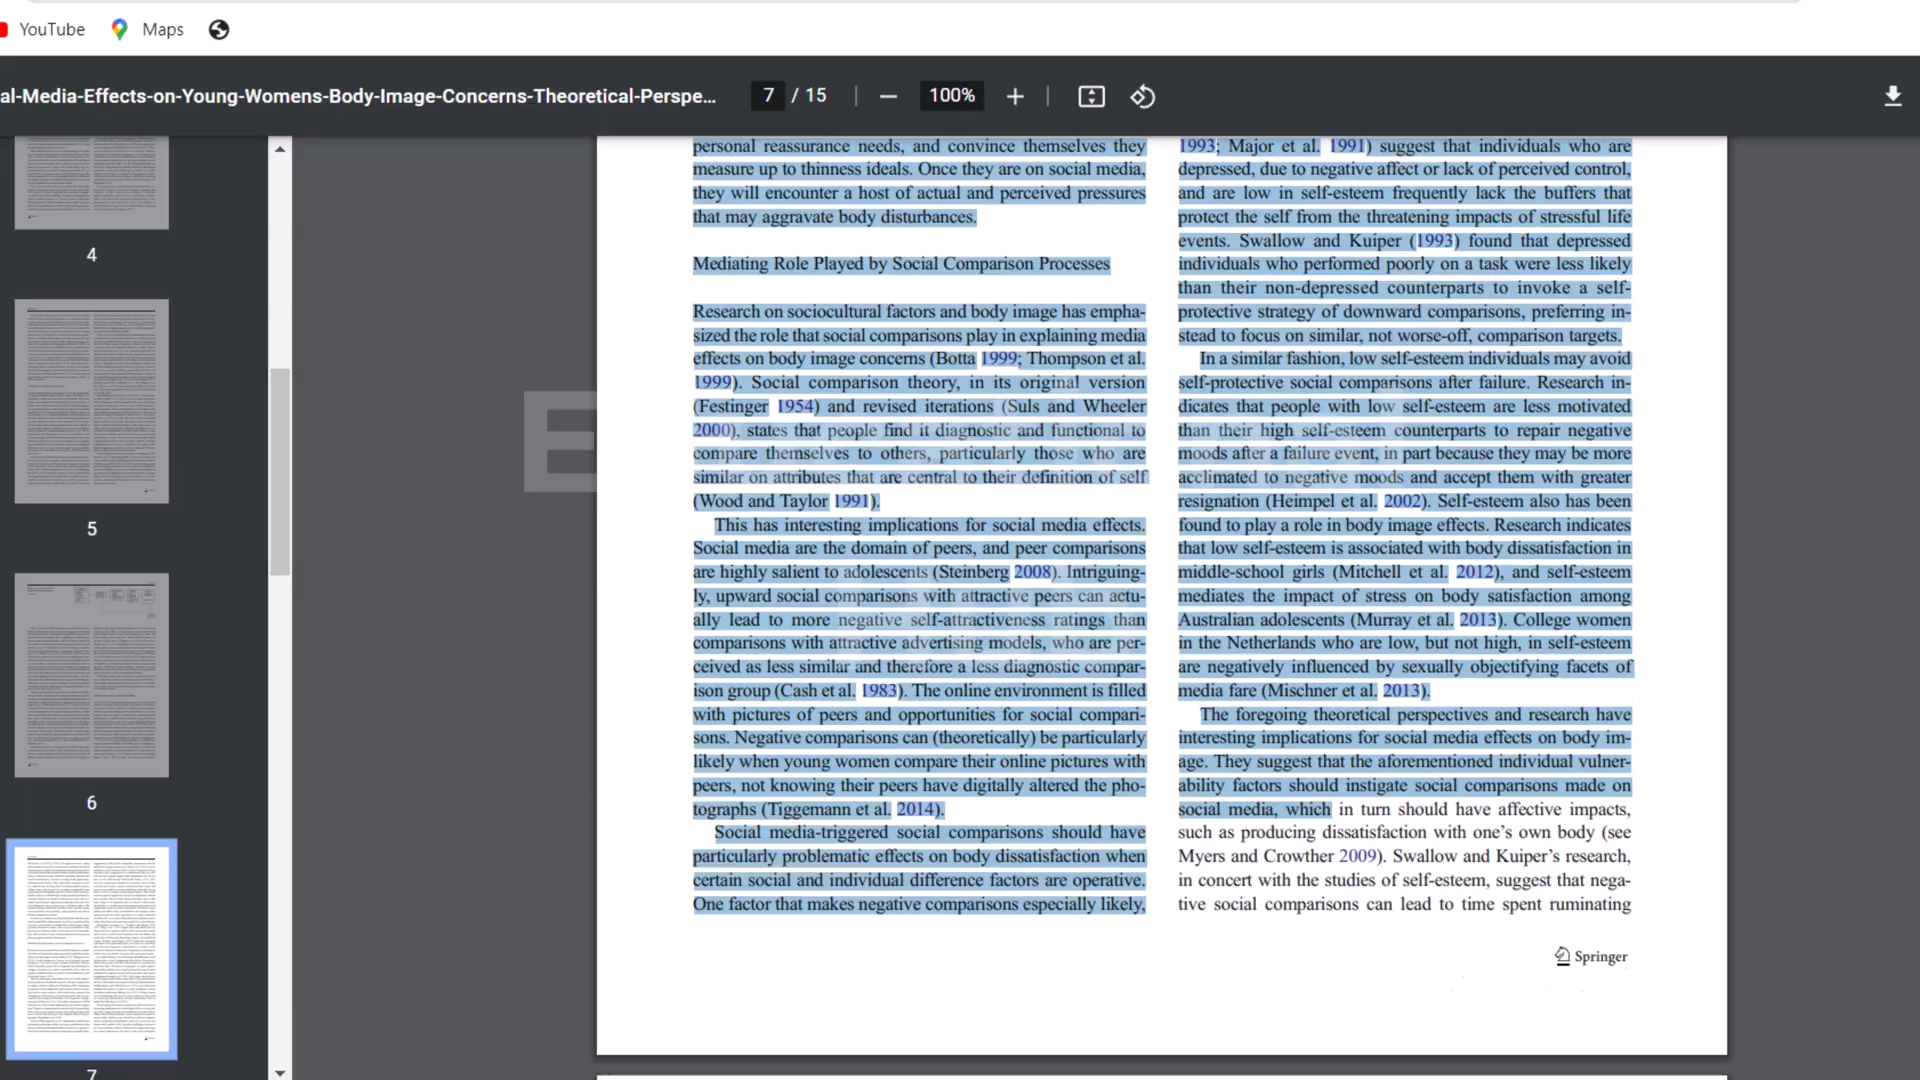 YouTube
Maps
al-Media-Effects-on-Young-Womens-Body-Image-Concerns-Theoretical-Perspe...
7 / 15
100%
4
5
6
7
E
personal reassurance needs, and convince themselves they
measure up to thinness ideals. Once they are on social media,
they will encounter a host of actual and perceived pressures
that may aggravate body disturbances.
Mediating Role Played by Social Comparison Processes
Research on sociocultural factors and body image has empha-
sized the role that social comparisons play in explaining media
effects on body image concerns (Botta 1999; Thompson et al.
1999). Social comparison theory, in its original version
(Festinger 1954) and revised iterations (Suls and Wheeler
2000), states that people find it diagnostic and functional to
compare themselves to others, particularly those who are
similar on attributes that are central to their definition of self
(Wood and Taylor 1991).
This has interesting implications for social media effects.
Social media are the domain of peers, and peer comparisons
are highly salient to adolescents (Steinberg 2008). Intriguing-
ly, upward social comparisons with attractive peers can actu-
ally lead to more negative self-attractiveness ratings than
comparisons with attractive advertising models, who are per-
ceived as less similar and therefore a less diagnostic compar-
ison group (Cash et al. 1983). The online environment is filled
with pictures of peers and opportunities for social compari-
sons. Negative comparisons can (theoretically) be particularly
likely when young women compare their online pictures with
peers, not knowing their peers have digitally altered the pho-
tographs (Tiggemann et al. 2014).
Social media-triggered social comparisons should have
particularly problematic effects on body dissatisfaction when
certain social and individual difference factors are operative.
One factor that makes negative comparisons especially likely,
1993; Major et al. 1991) suggest that individuals who are
depressed, due to negative affect or lack of perceived control,
and are low in self-esteem frequently lack the buffers that
protect the self from the threatening impacts of stressful life
events. Swallow and Kuiper (1993) found that depressed
individuals who performed poorly on a task were less likely
than their non-depressed counterparts to invoke a self-
protective strategy of downward comparisons, preferring in-
stead to focus on similar, not worse-off, comparison targets.
In a similar fashion, low self-esteem individuals may avoid
self-protective social comparisons after failure. Research in-
dicates that people with low self-esteem are less motivated
than their high self-esteem counterparts to repair negative
moods after a failure event, in part because they may be more
acclimated to negative moods and accept them with greater
resignation (Heimpel et al. 2002). Self-esteem also has been
found to play a role in body image effects. Research indicates
that low self-esteem is associated with body dissatisfaction in
middle-school girls (Mitchell et al. 2012), and self-esteem
mediates the impact of stress on body satisfaction among
Australian adolescents (Murray et al. 2013). College women
in the Netherlands who are low, but not high, in self-esteem
are negatively influenced by sexually objectifying facets of
media fare (Mischner et al. 2013).
The foregoing theoretical perspectives and research have
interesting implications for social media effects on body im-
age. They suggest that the aforementioned individual vulner-
ability factors should instigate social comparisons made on
social media, which in turn should have affective impacts,
such as producing dissatisfaction with one's own body (see
Myers and Crowther 2009). Swallow and Kuiper's research,
in concert with the studies of self-esteem, suggest that nega-
tive social comparisons can lead to time spent ruminating
Springer